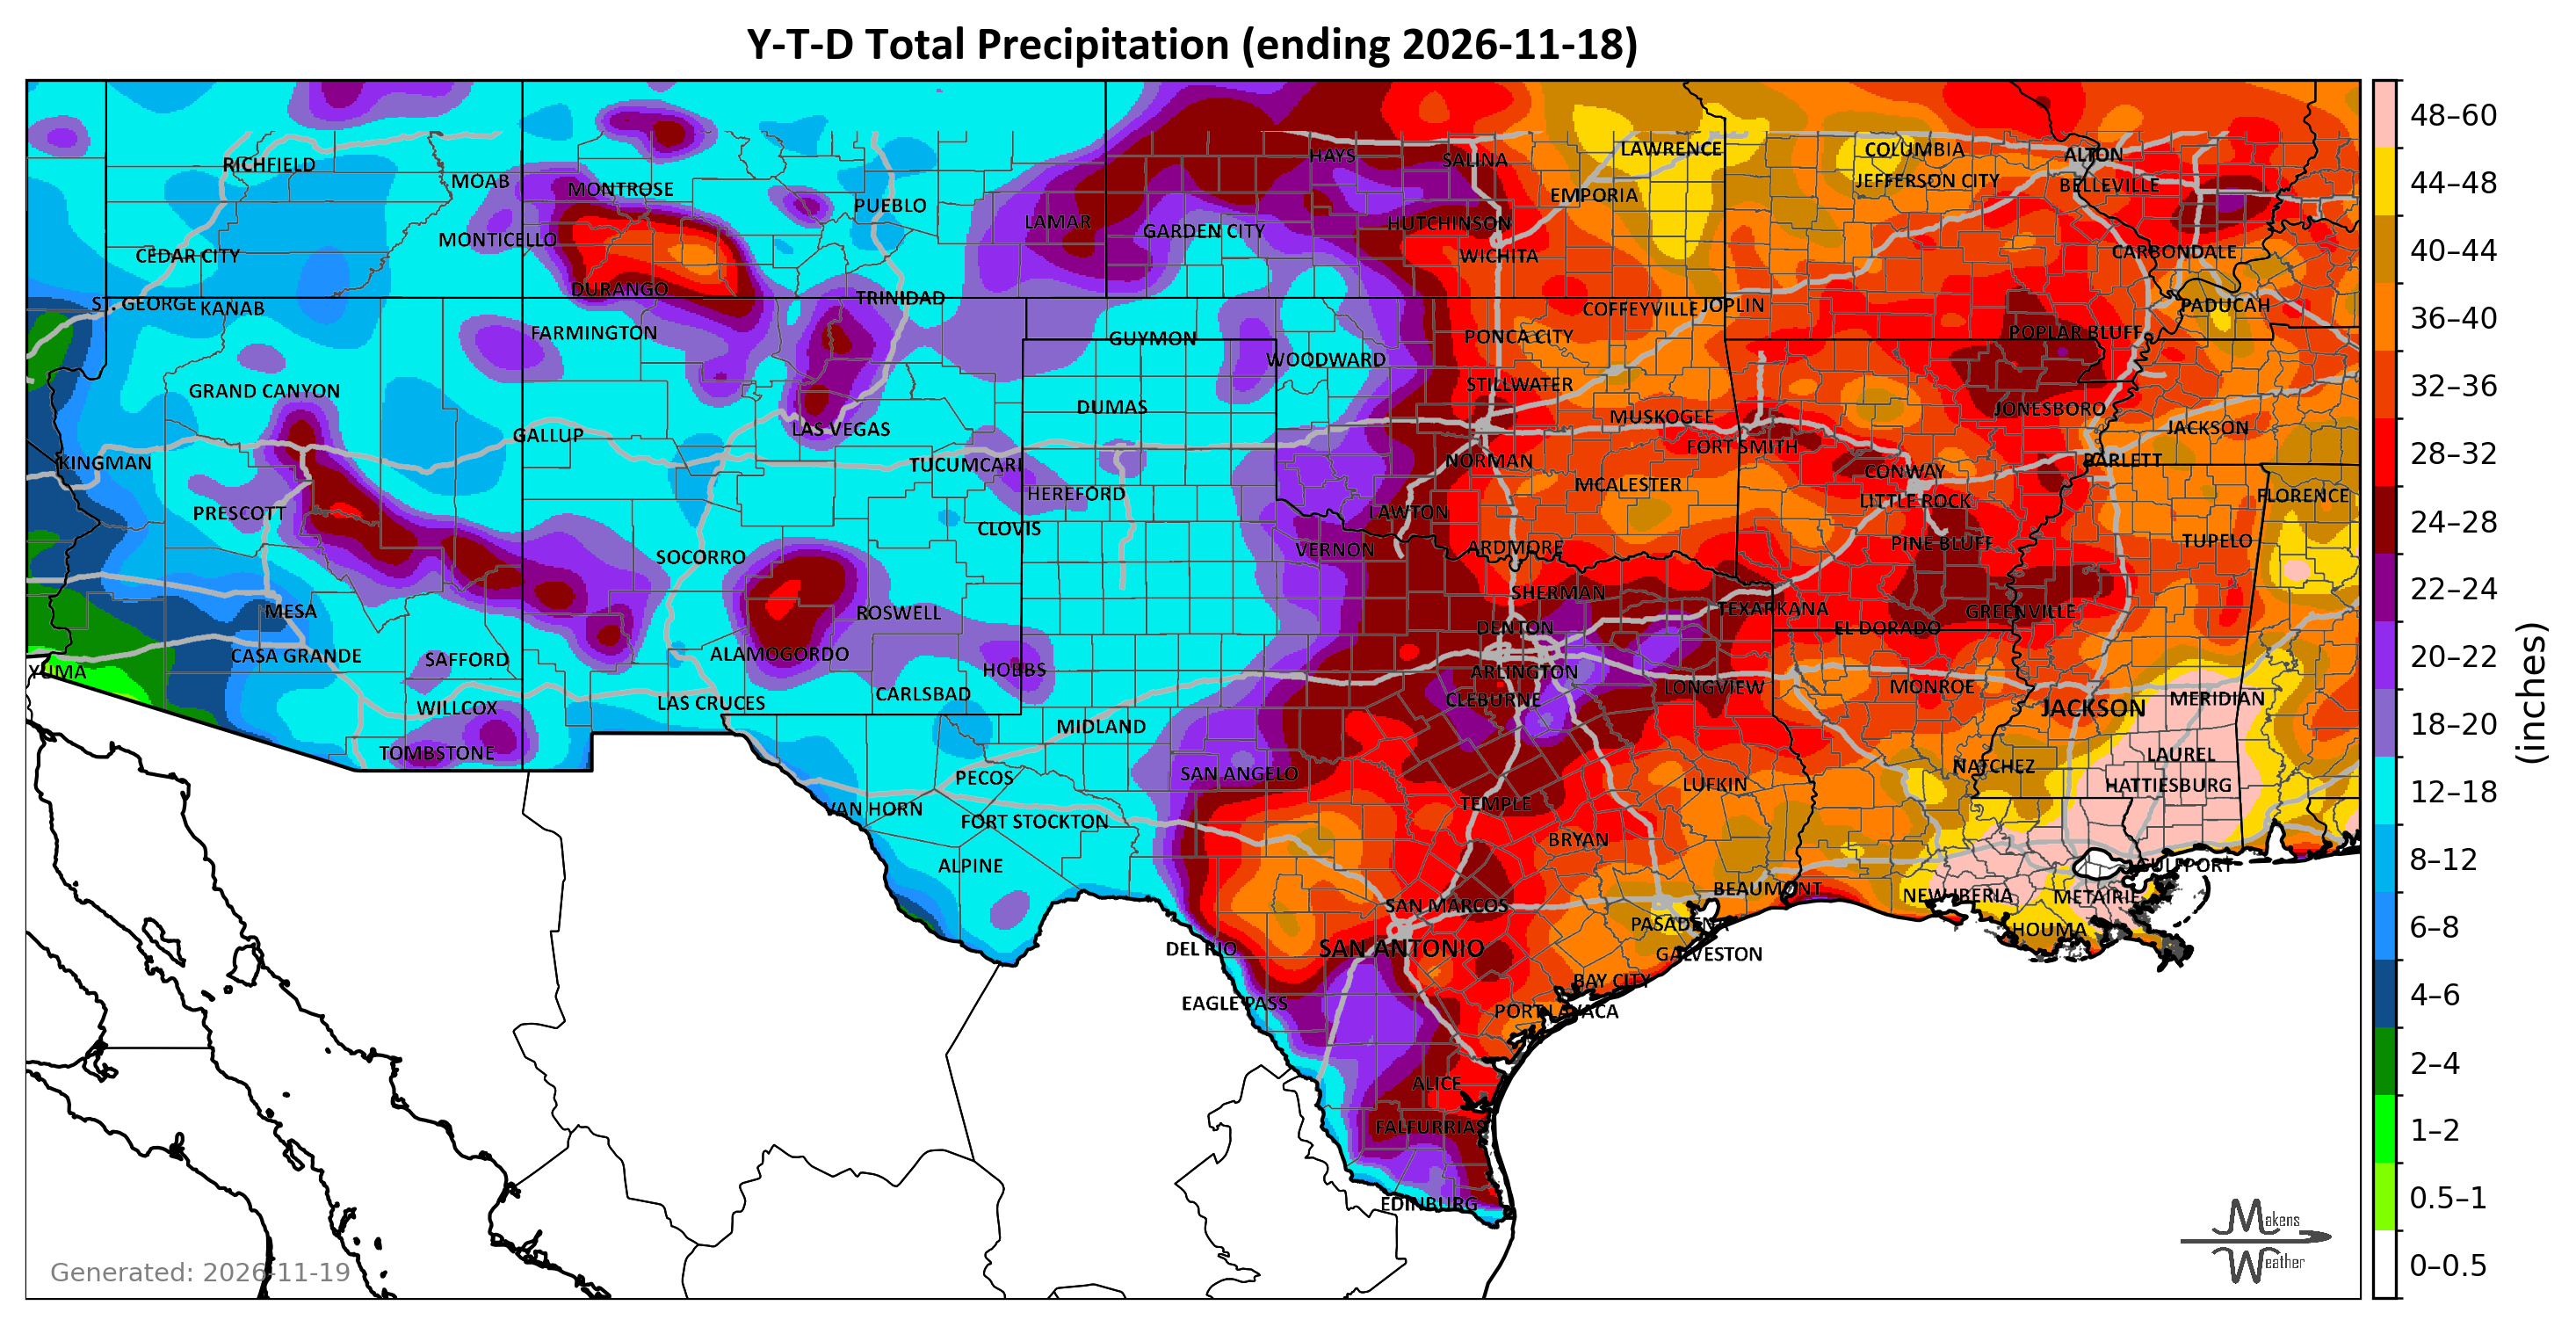 Y-T-D Total Precipitation (ending 2026-11-18)
48–60
44–48
40–44
36–40
32–36
28–32
24–28
22–24
20–22
18–20
12–18
8–12
6–8
4–6
2–4
1–2
0.5–1
0–0.5
(inches)
RICHFIELD
MOAB
MONTROSE
PUEBLO
LAMAR
HAYS
SALINA
LAWRENCE
COLUMBIA
ALTON
EMPORIA
JEFFERSON CITY
BELLEVILLE
CEDAR CITY
MONTICELLO
GARDEN CITY
HUTCHINSON
WICHITA
CARBONDALE
ST. GEORGE
KANAB
DURANGO
TRINIDAD
COFFEYVILLE
JOPLIN
PADUCAH
FARMINGTON
GUYMON
WOODWARD
PONCA CITY
POPLAR BLUFF
GRAND CANYON
DUMAS
STILLWATER
MUSKOGEE
JONESBORO
GALLUP
LAS VEGAS
FORT SMITH
JACKSON
KINGMAN
TUCUMCARI
NORMAN
CONWAY
BARLETT
PRESCOTT
HEREFORD
LAWTON
MCALESTER
LITTLE ROCK
FLORENCE
SOCORRO
CLOVIS
VERNON
ARDMORE
PINE BLUFF
TUPELO
MESA
ROSWELL
SHERMAN
TEXARKANA
GREENVILLE
CASA GRANDE
SAFFORD
ALAMOGORDO
DENTON
EL DORADO
YUMA
HOBBS
ARLINGTON
WILLCOX
LAS CRUCES
CARLSBAD
CLEBURNE
LONGVIEW
MONROE
JACKSON
MERIDIAN
TOMBSTONE
MIDLAND
SAN ANGELO
NATCHEZ
LAUREL
PECOS
LUFKIN
HATTIESBURG
VAN HORN
FORT STOCKTON
TEMPLE
ALPINE
BRYAN
GULFPORT
SAN MARCOS
BEAUMONT
NEW IBERIA
METAIRIE
DEL RIO
SAN ANTONIO
PASADENA
GALVESTON
HOUMA
EAGLE PASS
BAY CITY
PORT LAVACA
ALICE
FALFURRIAS
EDINBURG
Makens
Weather
Generated: 2026-11-19